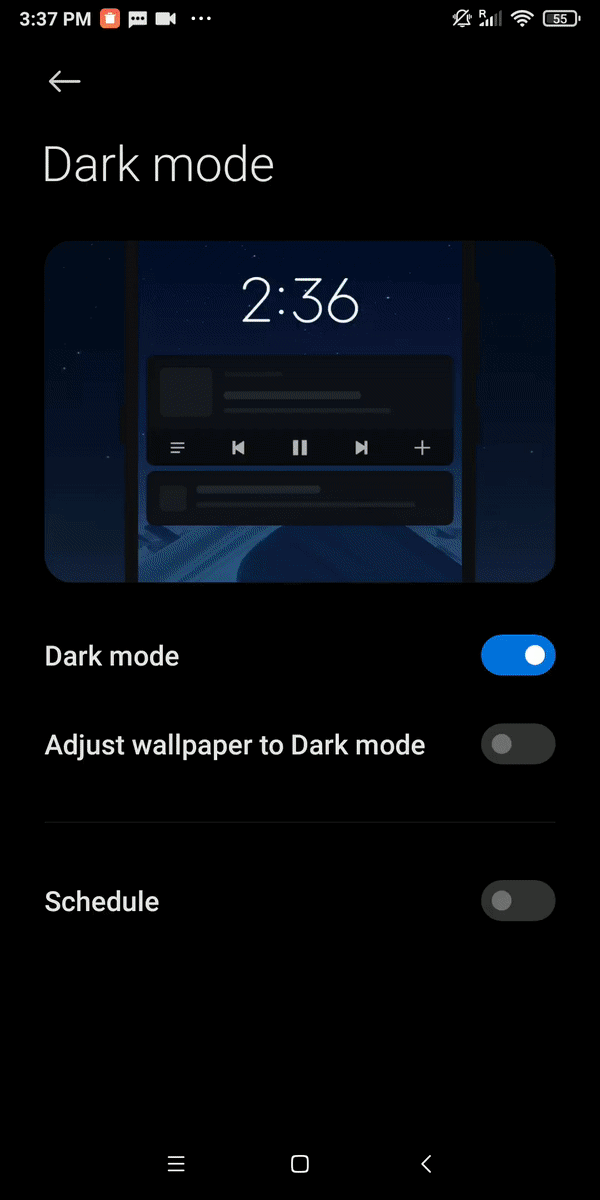 3:37 PM
R
55
Dark mode
2:36
Dark mode
Adjust wallpaper to Dark mode
Schedule